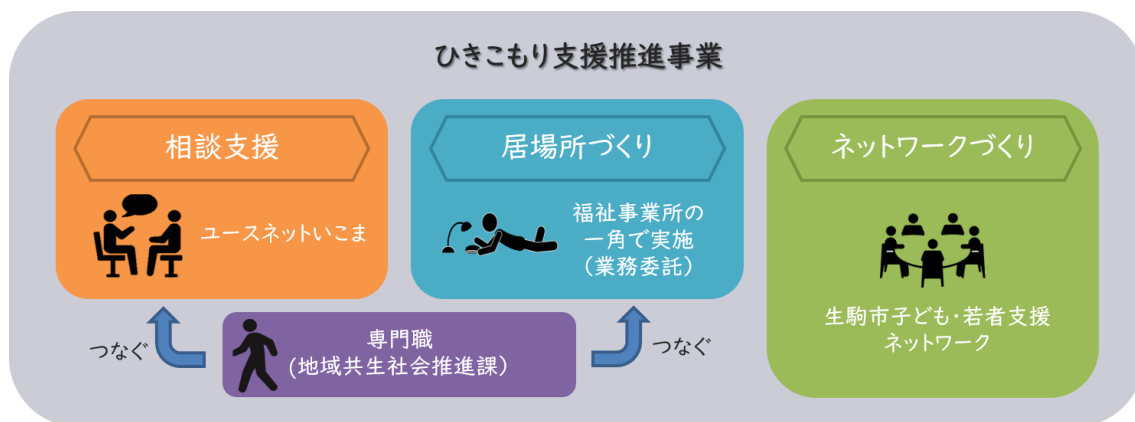 ひきこもり支援推進事業
相談支援
ユースネットいこま
居場所づくり
福祉事業所の
一角で実施
（業務委託）
ネットワークづくり
生駒市子ども・若者支援
ネットワーク
つなぐ
専門職
(地域共生社会推進課)
つなぐ